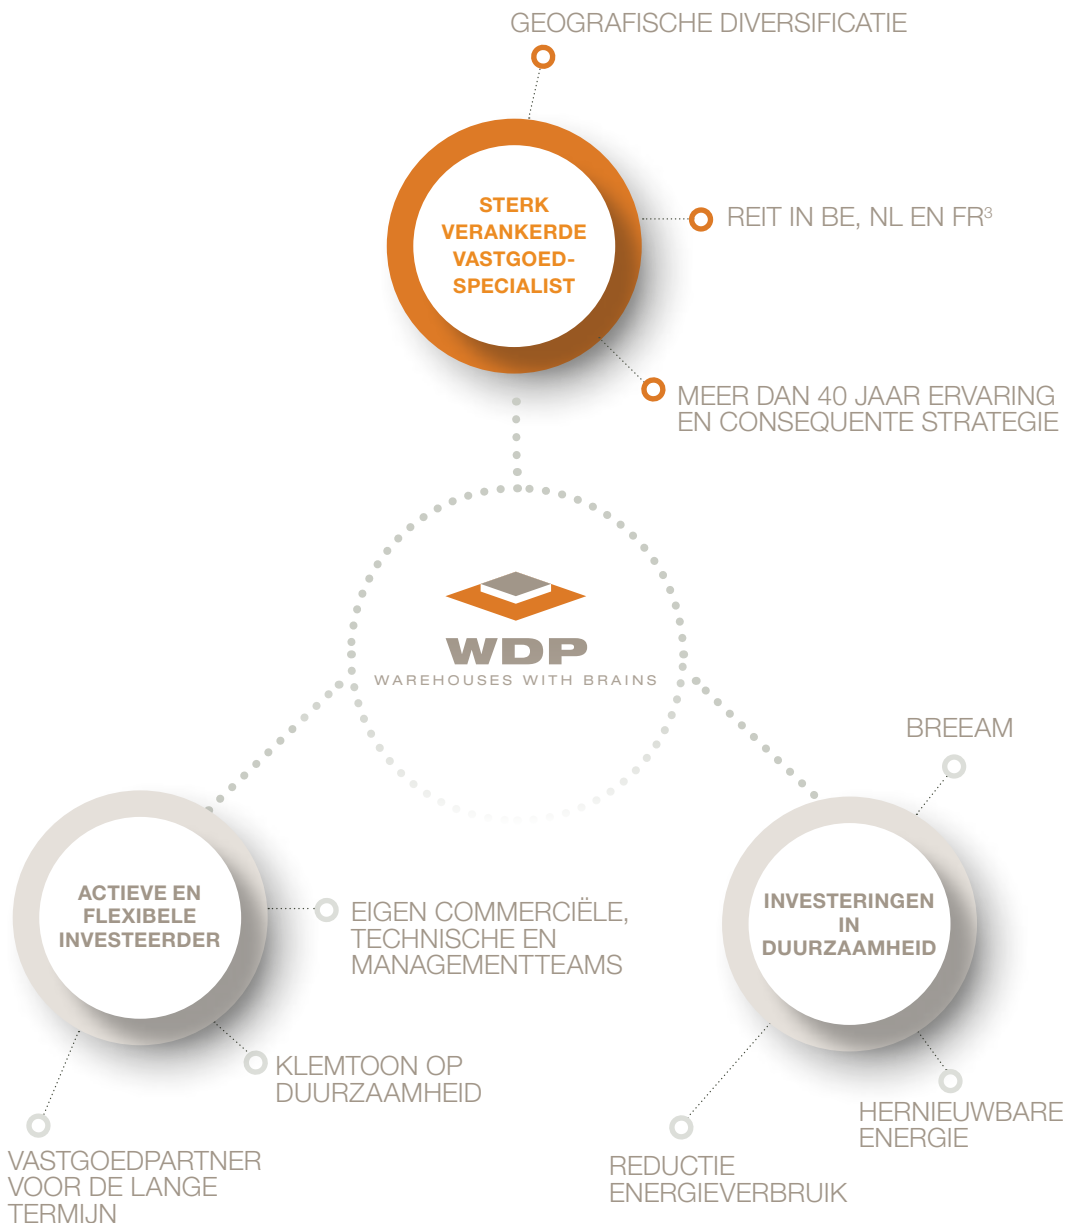 GEOGRAFISCHE DIVERSIFICATIE
STERK
VERANKERDE
VASTGOED-
SPECIALIST
REIT IN BE, NL EN FR³
MEER DAN 40 JAAR ERVARING
EN CONSEQUENTE STRATEGIE
WDP
WAREHOUSES WITH BRAINS
ACTIEVE EN
FLEXIBELE
INVESTEERDER
EIGEN COMMERCIËLE,
TECHNISCHE EN
MANAGEMENTTEAMS
KLEMTOON OP
DUURZAAMHEID
VASTGOEDPARTNER
VOOR DE LANGE
TERMIJN
BREEAM
INVESTERINGEN
IN
DUURZAAMHEID
HERNIEUWBARE
ENERGIE
REDUCTIE
ENERGIEVERBRUIK